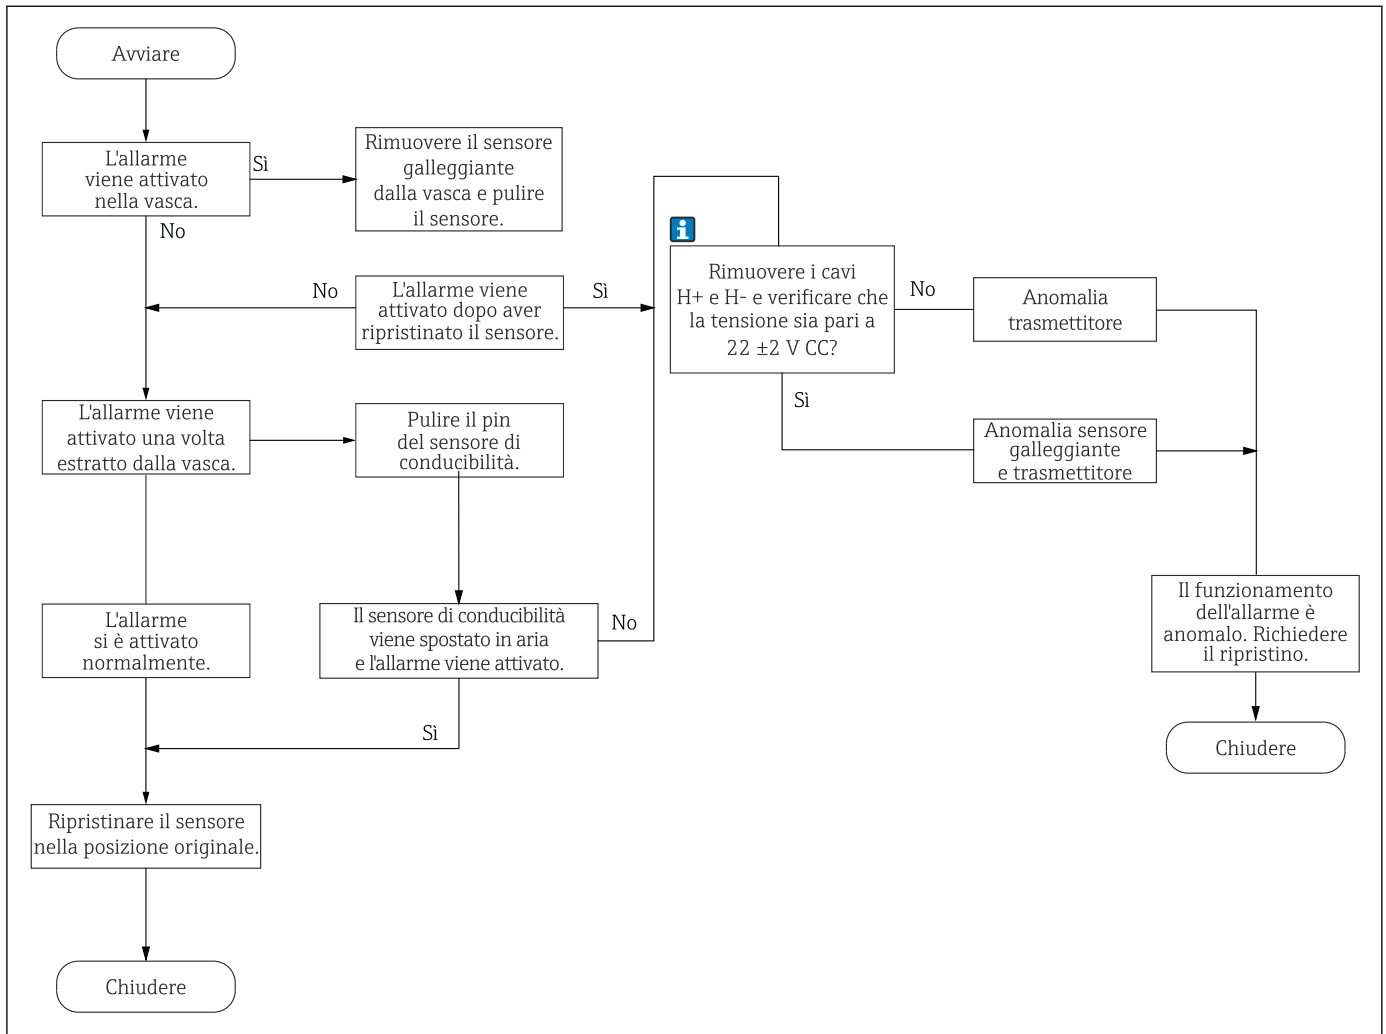 Avviare
L'allarme
viene attivato
nella vasca.
Sì
Rimuovere il sensore
galleggiante
dalla vasca e pulire
il sensore.
No
No
L'allarme viene
attivato dopo aver
ripristinato il sensore.
Sì
i
Rimuovere i cavi
H+ e H- e verificare che
la tensione sia pari a
22 ±2 V CC?
No
Anomalia
trasmettitore
Sì
Anomalia sensore
galleggiante
e trasmettitore
L'allarme viene
attivato una volta
estratto dalla vasca.
Pulire il pin
del sensore di
conducibilità.
L'allarme
si è attivato
normalmente.
Il sensore di conducibilità
viene spostato in aria
e l'allarme viene attivato.
No
Sì
Il funzionamento
dell'allarme è
anomalo. Richiedere
il ripristino.
Chiudere
Ripristinare il sensore
nella posizione originale.
Chiudere